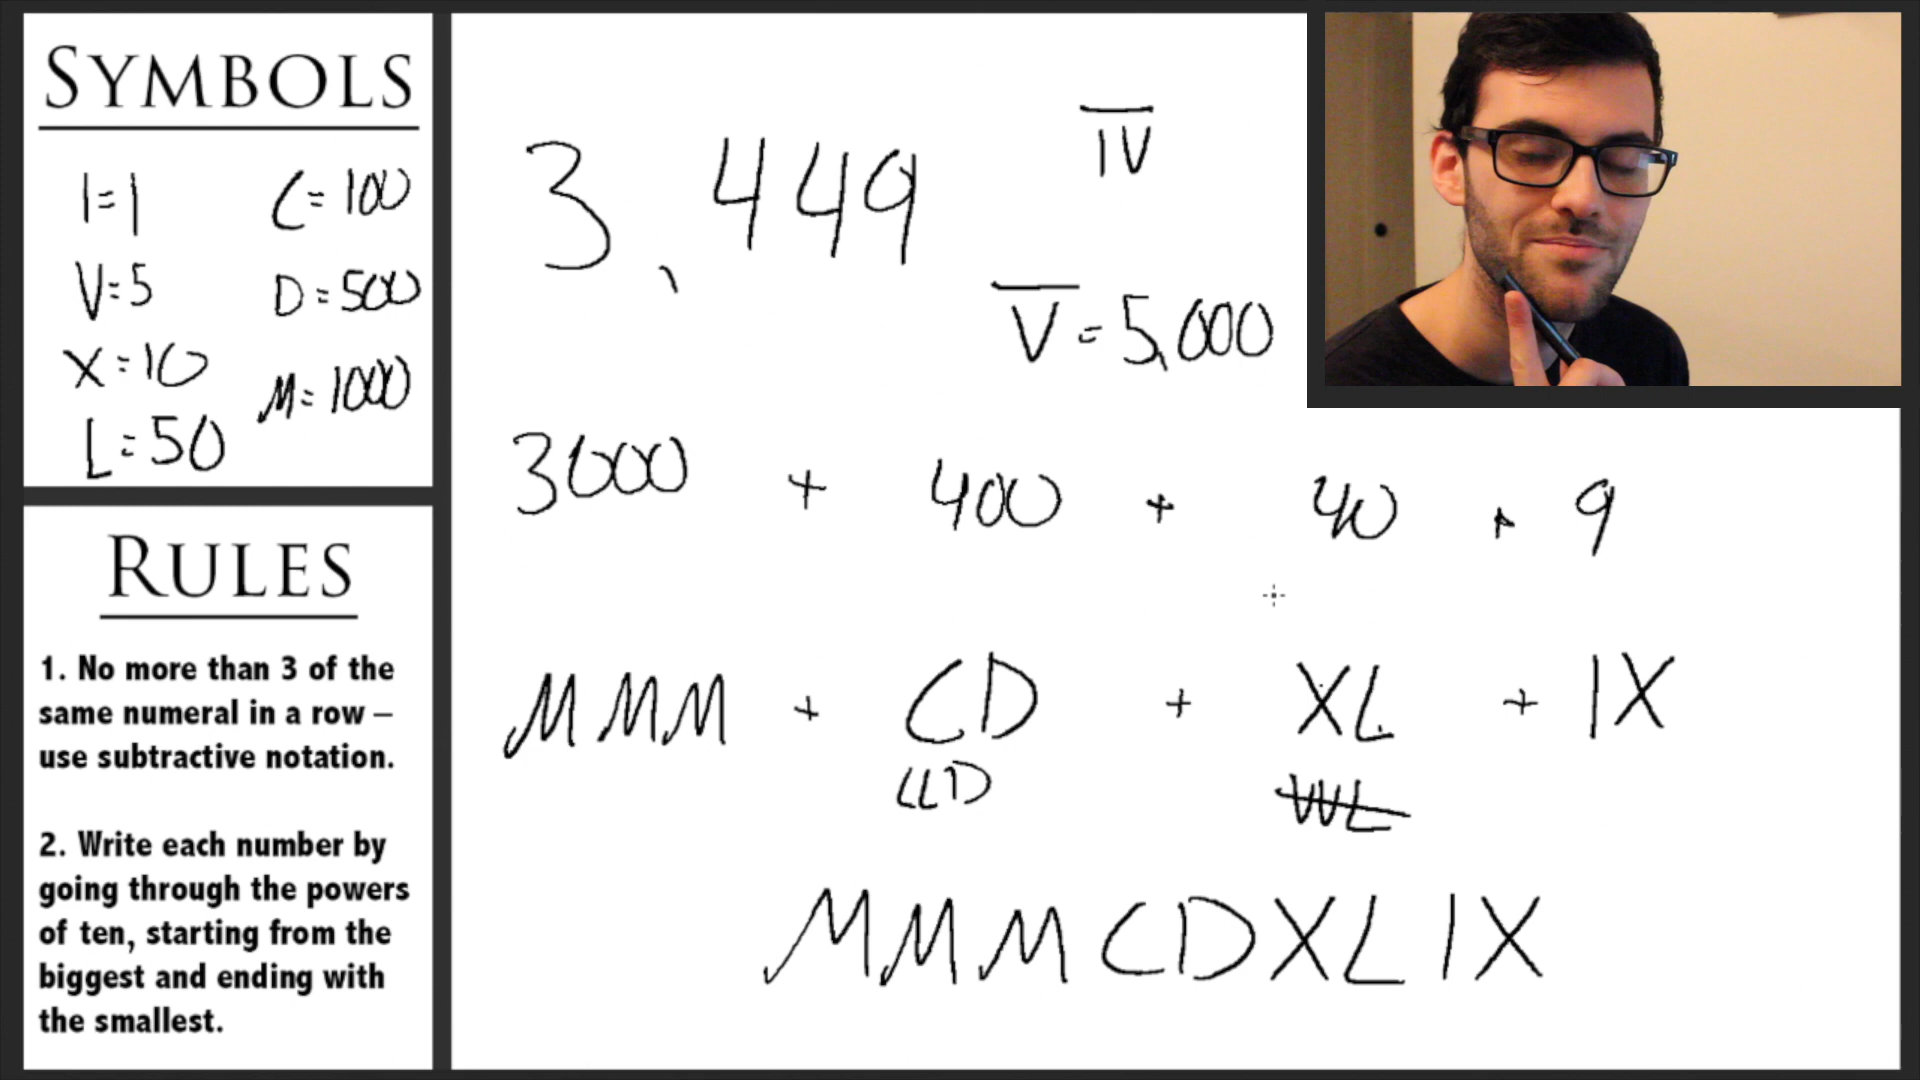 SYMBOLS
I=1
C=100
V=5
D=500
X=10
M=1000
L=50
RULES
1. No more than 3 of the
same numeral in a row –
use subtractive notation.
2. Write each number by
going through the powers
of ten, starting from the
biggest and ending with
the smallest.
3,449
IV
V=5,000
3000 + 400 + 40 + 9
MMM + CD + XL + IX
CCD
VVL
MMMCDXLIX